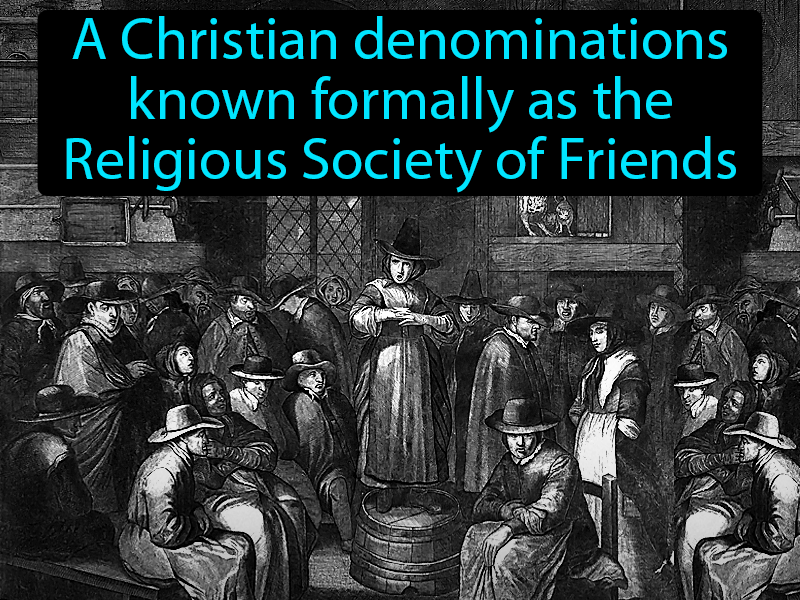 A Christian denominations
known formally as the
Religious Society of Friends